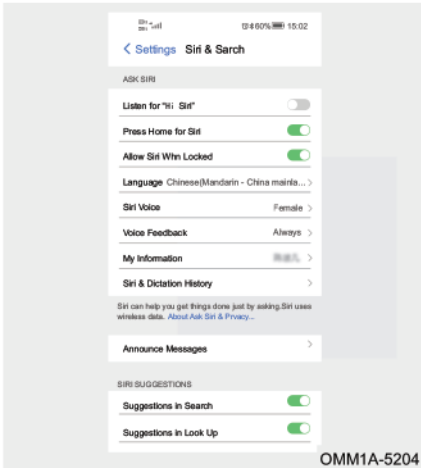 60% 15:02
Settings Siri & Sarch
ASK SIRI
Listen for "Hi Siri"
Press Home for Siri
Allow Siri Whn Locked
Language Chinese(Mandarin - China mainla...
Siri Voice Female
Voice Feedback Always
My Information
Siri & Dictation History
Siri can help you get things done just by asking.Siri uses
wireless data. About Ask Siri & Prvacy...
Announce Messages
SIRI SUGGESTIONS
Suggestions in Search
Suggestions in Look Up
OMM1A-5204